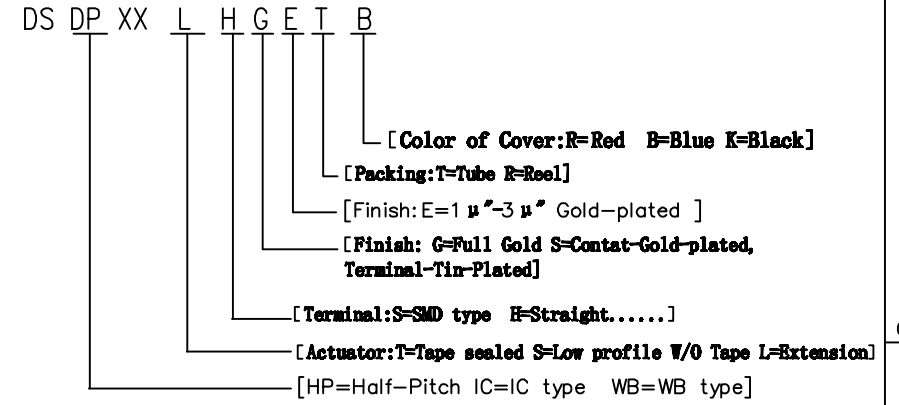 DS DP XX L H G E T B
[Color of Cover:R=Red B=Blue K=Black]
[Packing:T=Tube R=Reel]
[Finish:E=1 μ"-3 μ" Gold-plated ]
[Finish: G=Full Gold S=Contat-Gold-plated,
Terminal-Tin-Plated]
[Terminal:S=SMD type H=Straight......]
[Actuator:T=Tape sealed S=Low profile W/O Tape L=Extension]
[HP=Half-Pitch IC=IC type WB=WB type]